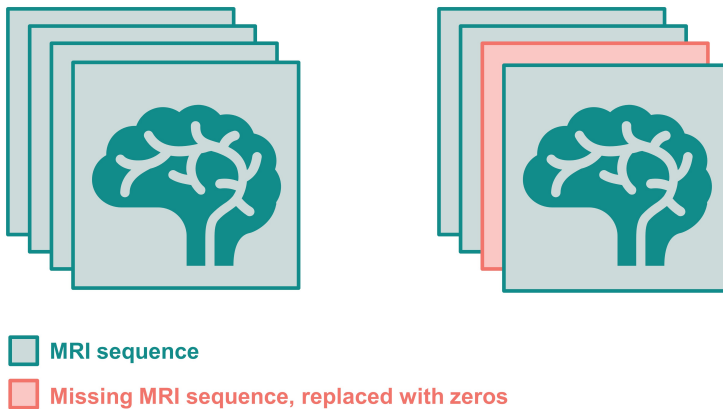 MRI sequence
Missing MRI sequence, replaced with zeros